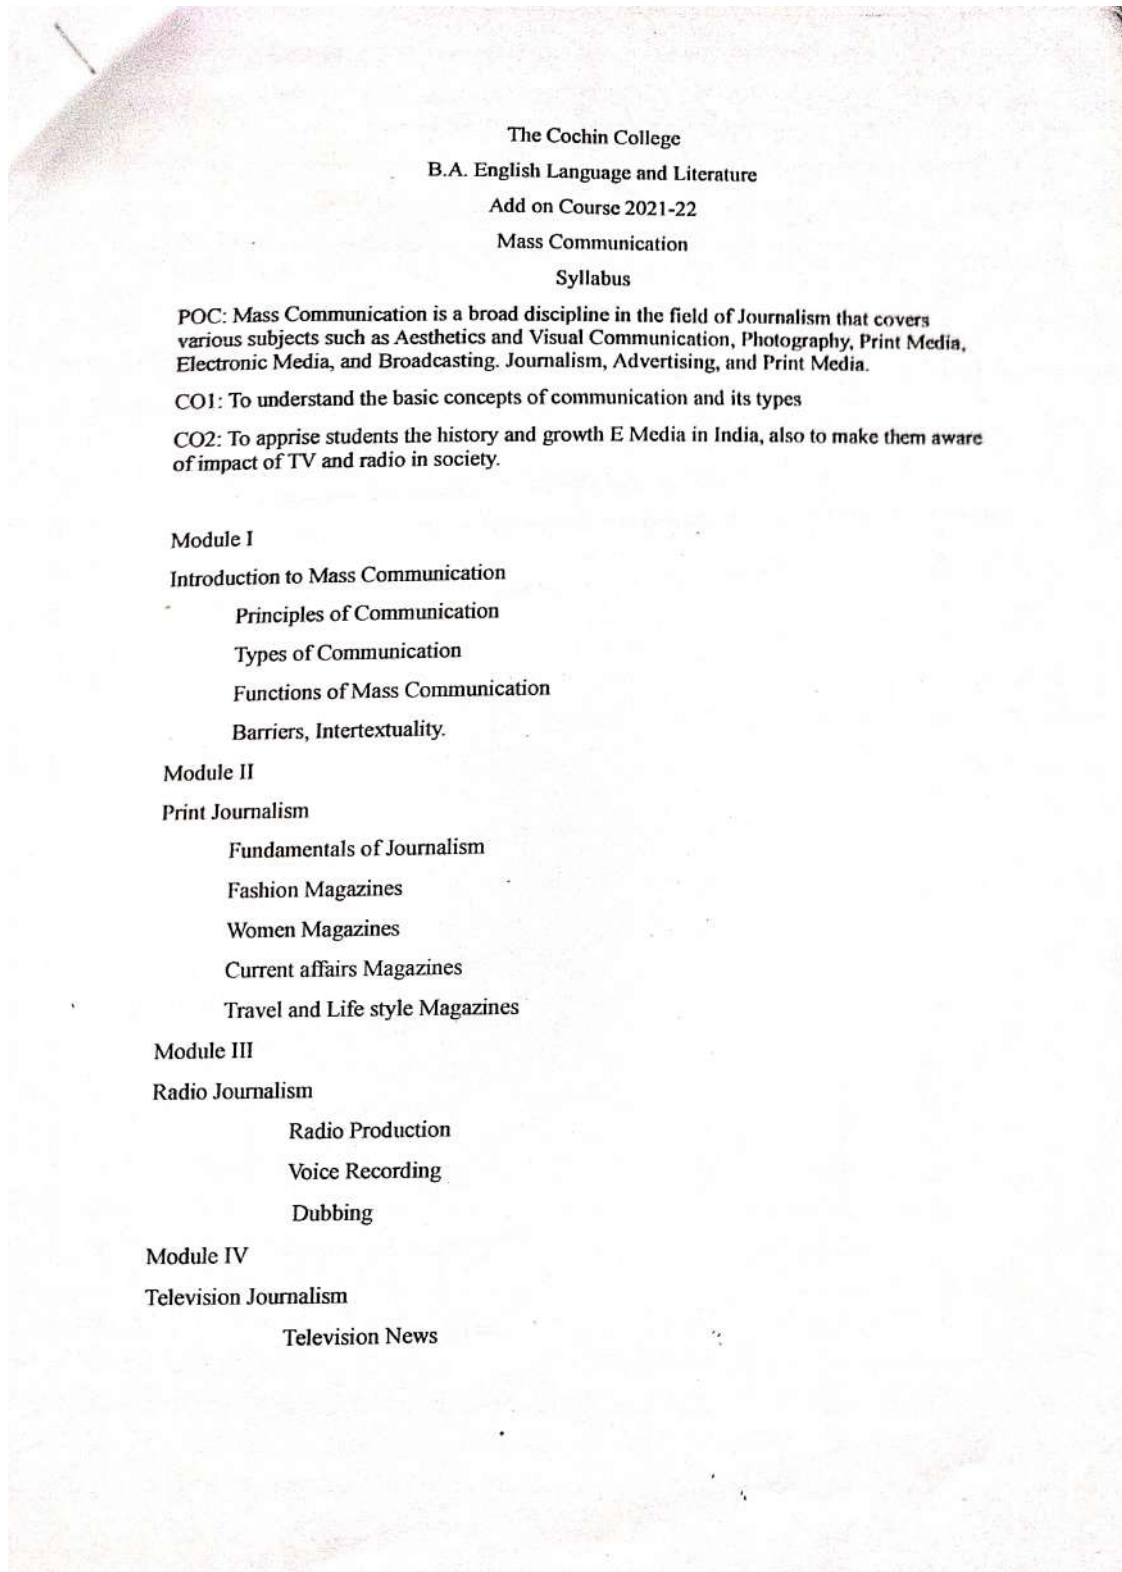 The Cochin College
B.A. English Language and Literature
Add on Course 2021-22
Mass Communication
Syllabus
POC: Mass Communication is a broad discipline in the field of Journalism that covers
various subjects such as Aesthetics and Visual Communication, Photography, Print Media,
Electronic Media, and Broadcasting. Journalism, Advertising, and Print Media.
CO1: To understand the basic concepts of communication and its types
CO2: To apprise students the history and growth E Media in India, also to make them aware
of impact of TV and radio in society.
Module I
Introduction to Mass Communication
Principles of Communication
Types of Communication
Functions of Mass Communication
Barriers, Intertextuality.
Module II
Print Journalism
Fundamentals of Journalism
Fashion Magazines
Women Magazines
Current affairs Magazines
Travel and Life style Magazines
Module III
Radio Journalism
Radio Production
Voice Recording
Dubbing
Module IV
Television Journalism
Television News